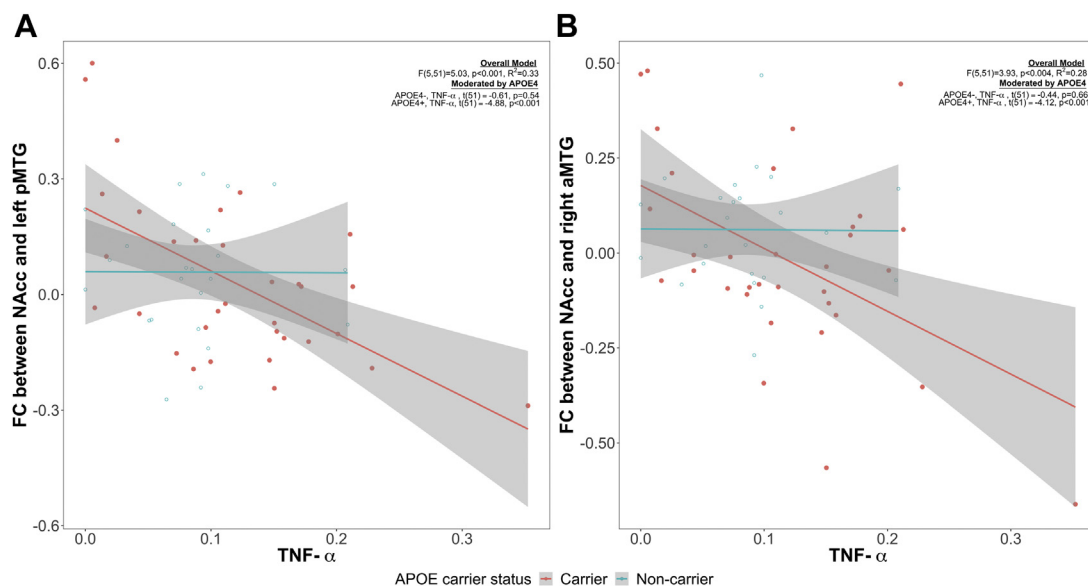 A
B
Overall Model
F(5,51)=5.03, p<0.001, R²=0.33
Moderated by APOE4
APOE4-, TNF-α , t(51) = -0.61, p=0.54
APOE4+, TNF-α, t(51) = -4.88, p<0.001
Overall Model
F(5,51)=3.93, p<0.004, R²=0.28
Moderated by APOE4
APOE4-, TNF-α , t(51) = -0.44, p=0.66
APOE4+, TNF-α, t(51) = -4.12, p<0.001
FC between NAcc and left pMTG
0.6
0.3
0.0
-0.3
-0.6
0.0 0.1 0.2 0.3
TNF- α
FC between NAcc and right aMTG
0.50
0.25
0.00
-0.25
-0.50
0.0 0.1 0.2 0.3
TNF- α
APOE carrier status Carrier Non-carrier